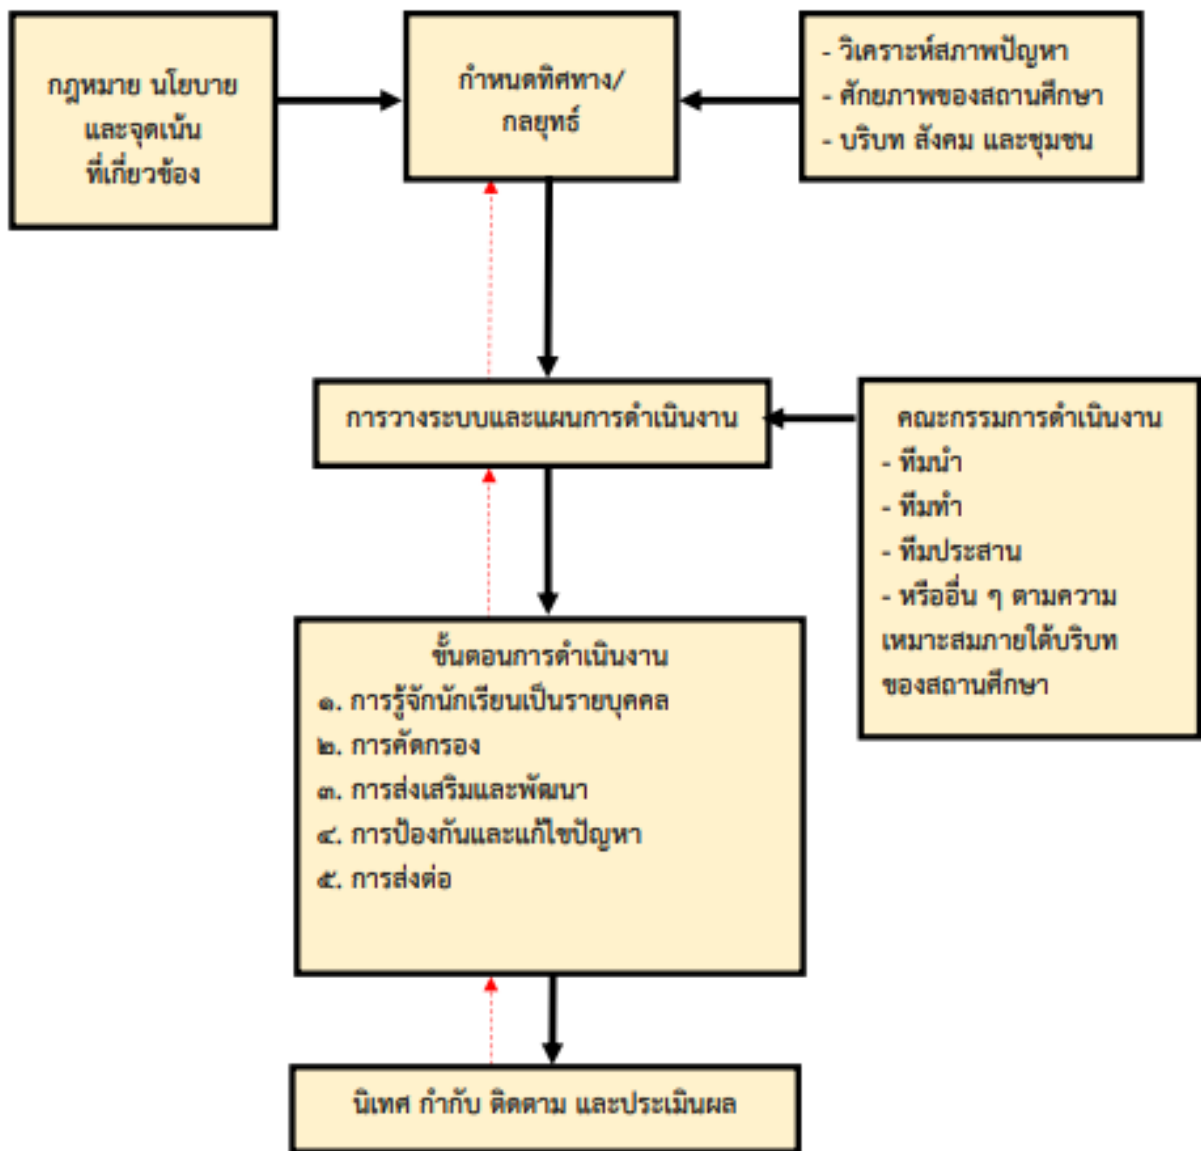 กฎหมาย นโยบาย
และจุดเน้น
ที่เกี่ยวข้อง
กำหนดทิศทาง/
กลยุทธ์
- วิเคราะห์สภาพปัญหา
- ศักยภาพของสถานศึกษา
- บริบท สังคม และชุมชน
การวางระบบและแผนการดำเนินงาน
คณะกรรมการดำเนินงาน
- ทีมนำ
- ทีมทำ
- ทีมประสาน
- หรืออื่น ๆ ตามความ
เหมาะสมภายใต้บริบท
ของสถานศึกษา
ขั้นตอนการดำเนินงาน
๑. การรู้จักนักเรียนเป็นรายบุคคล
๒. การคัดกรอง
๓. การส่งเสริมและพัฒนา
๔. การป้องกันและแก้ไขปัญหา
๕. การส่งต่อ
นิเทศ กำกับ ติดตาม และประเมินผล